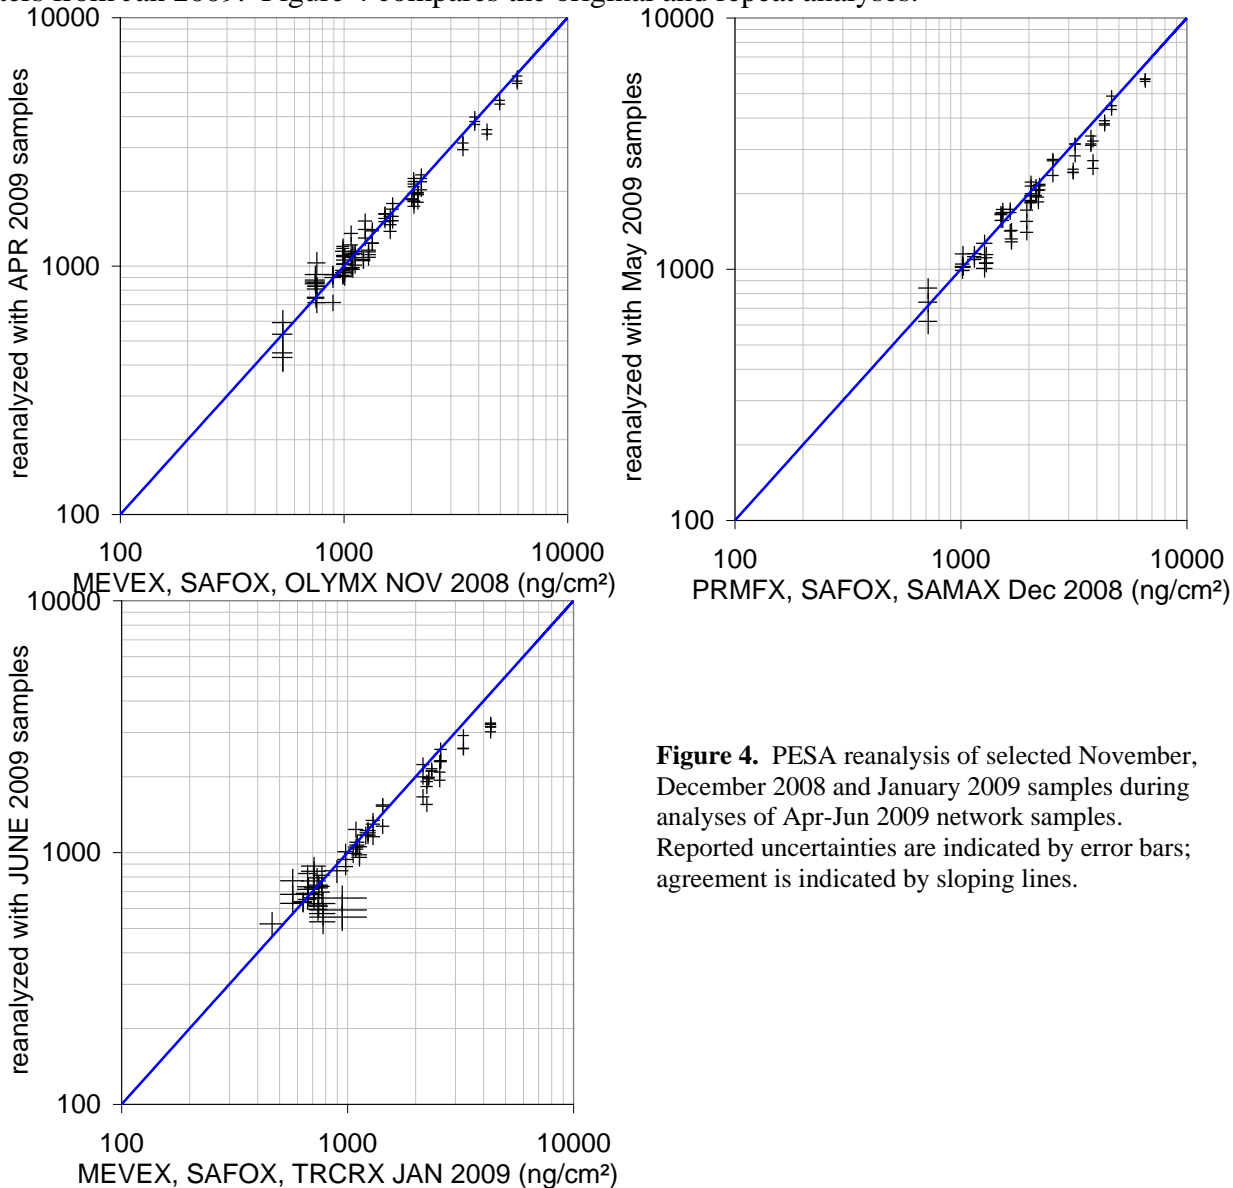 from Jan 2009. Figure 4 compares the original and repeat analyses.
10000
1000
100
reanalyzed with APR 2009 samples
100 1000 10000
MEVEX, SAFOX, OLYMX NOV 2008 (ng/cm²)
10000
1000
100
reanalyzed with May 2009 samples
100 1000 10000
PRMFX, SAFOX, SAMAX Dec 2008 (ng/cm²)
10000
1000
100
reanalyzed with JUNE 2009 samples
100 1000 10000
MEVEX, SAFOX, TRCRX JAN 2009 (ng/cm²)
Figure 4. PESA reanalysis of selected November,
December 2008 and January 2009 samples during
analyses of Apr-Jun 2009 network samples.
Reported uncertainties are indicated by error bars;
agreement is indicated by sloping lines.